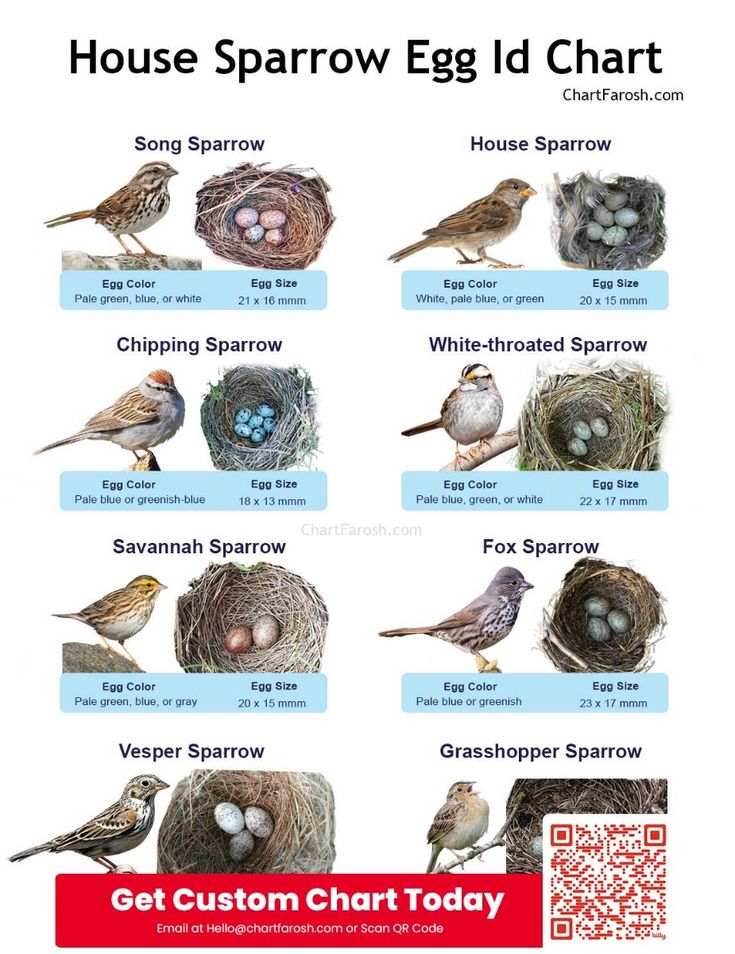 House Sparrow Egg Id Chart
ChartFarosh.com
Song Sparrow
House Sparrow
Egg Color
Egg Size
Pale green, blue, or white
21 x 16 mmm
Egg Color
Egg Size
White, pale blue, or green
20 x 15 mmm
Chipping Sparrow
White-throated Sparrow
Egg Color
Egg Size
Pale blue or greenish-blue
18 x 13 mmm
Egg Color
Egg Size
Pale blue, green, or white
22 x 17 mmm
ChartFarosh.com
Savannah Sparrow
Fox Sparrow
Egg Color
Egg Size
Pale green, blue, or gray
20 x 15 mmm
Egg Color
Egg Size
Pale blue or greenish
23 x 17 mmm
Vesper Sparrow
Grasshopper Sparrow
Get Custom Chart Today
Email at Hello@chartfarosh.com or Scan QR Code
bitly